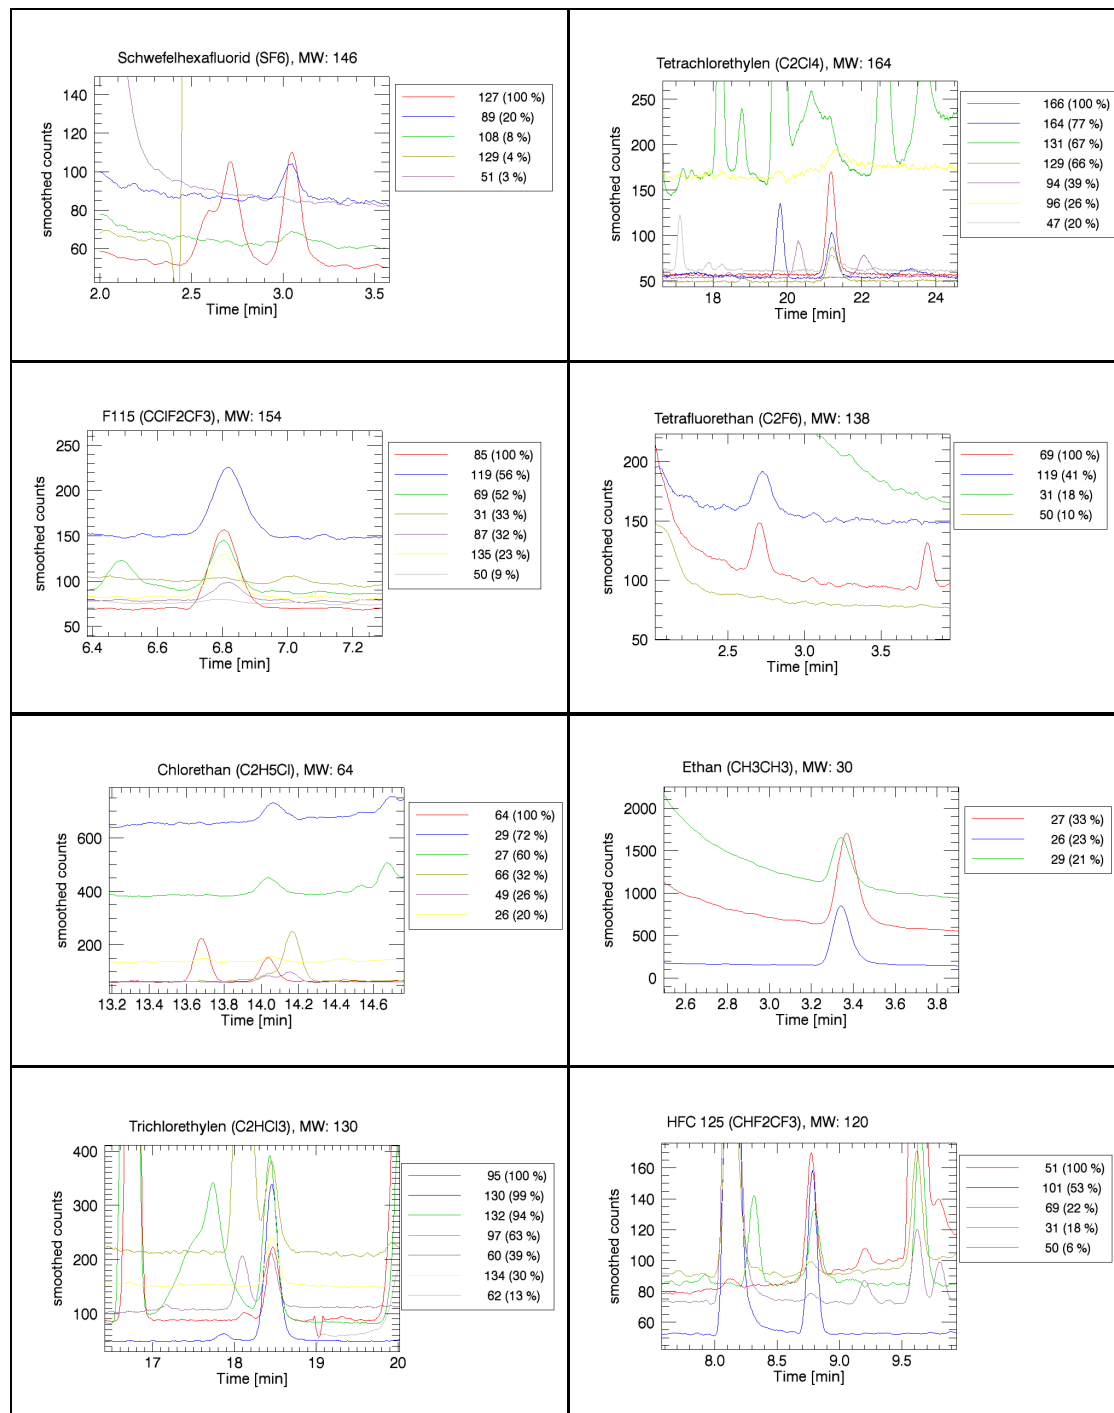 Schwefelhexafluorid (SF6), MW: 146
140
120
100
80
60
smoothed counts
2.0 2.5 3.0 3.5
Time [min]
127 (100 %)
89 (20 %)
108 (8 %)
129 (4 %)
51 (3 %)
Tetrachlorethylen (C2Cl4), MW: 164
250
200
150
100
50
smoothed counts
18 20 22 24
Time [min]
166 (100 %)
164 (77 %)
131 (67 %)
129 (66 %)
94 (39 %)
96 (26 %)
47 (20 %)
F115 (CClF2CF3), MW: 154
250
200
150
100
50
smoothed counts
6.4 6.6 6.8 7.0 7.2
Time [min]
85 (100 %)
119 (56 %)
69 (52 %)
31 (33 %)
87 (32 %)
135 (23 %)
50 (9 %)
Tetrafluorethan (C2F6), MW: 138
200
150
100
50
smoothed counts
2.5 3.0 3.5
Time [min]
69 (100 %)
119 (41 %)
31 (18 %)
50 (10 %)
Chlorethan (C2H5Cl), MW: 64
600
400
200
smoothed counts
13.2 13.4 13.6 13.8 14.0 14.2 14.4 14.6
Time [min]
64 (100 %)
29 (72 %)
27 (60 %)
66 (32 %)
49 (26 %)
26 (20 %)
Ethan (CH3CH3), MW: 30
2000
1500
1000
500
0
smoothed counts
2.6 2.8 3.0 3.2 3.4 3.6 3.8
Time [min]
27 (33 %)
26 (23 %)
29 (21 %)
Trichlorethylen (C2HCl3), MW: 130
400
300
200
100
smoothed counts
17 18 19 20
Time [min]
95 (100 %)
130 (99 %)
132 (94 %)
97 (63 %)
60 (39 %)
134 (30 %)
62 (13 %)
HFC 125 (CHF2CF3), MW: 120
160
140
120
100
80
60
smoothed counts
8.0 8.5 9.0 9.5
Time [min]
51 (100 %)
101 (53 %)
69 (22 %)
31 (18 %)
50 (6 %)